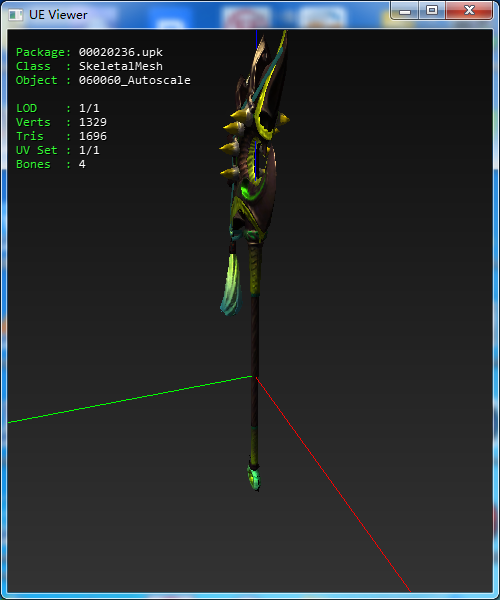 UE Viewer
Package: 00020236.upk
Class  : SkeletalMesh
Object : 060060_Autoscale
LOD    : 1/1
Verts  : 1329
Tris   : 1696
UV Set : 1/1
Bones  : 4